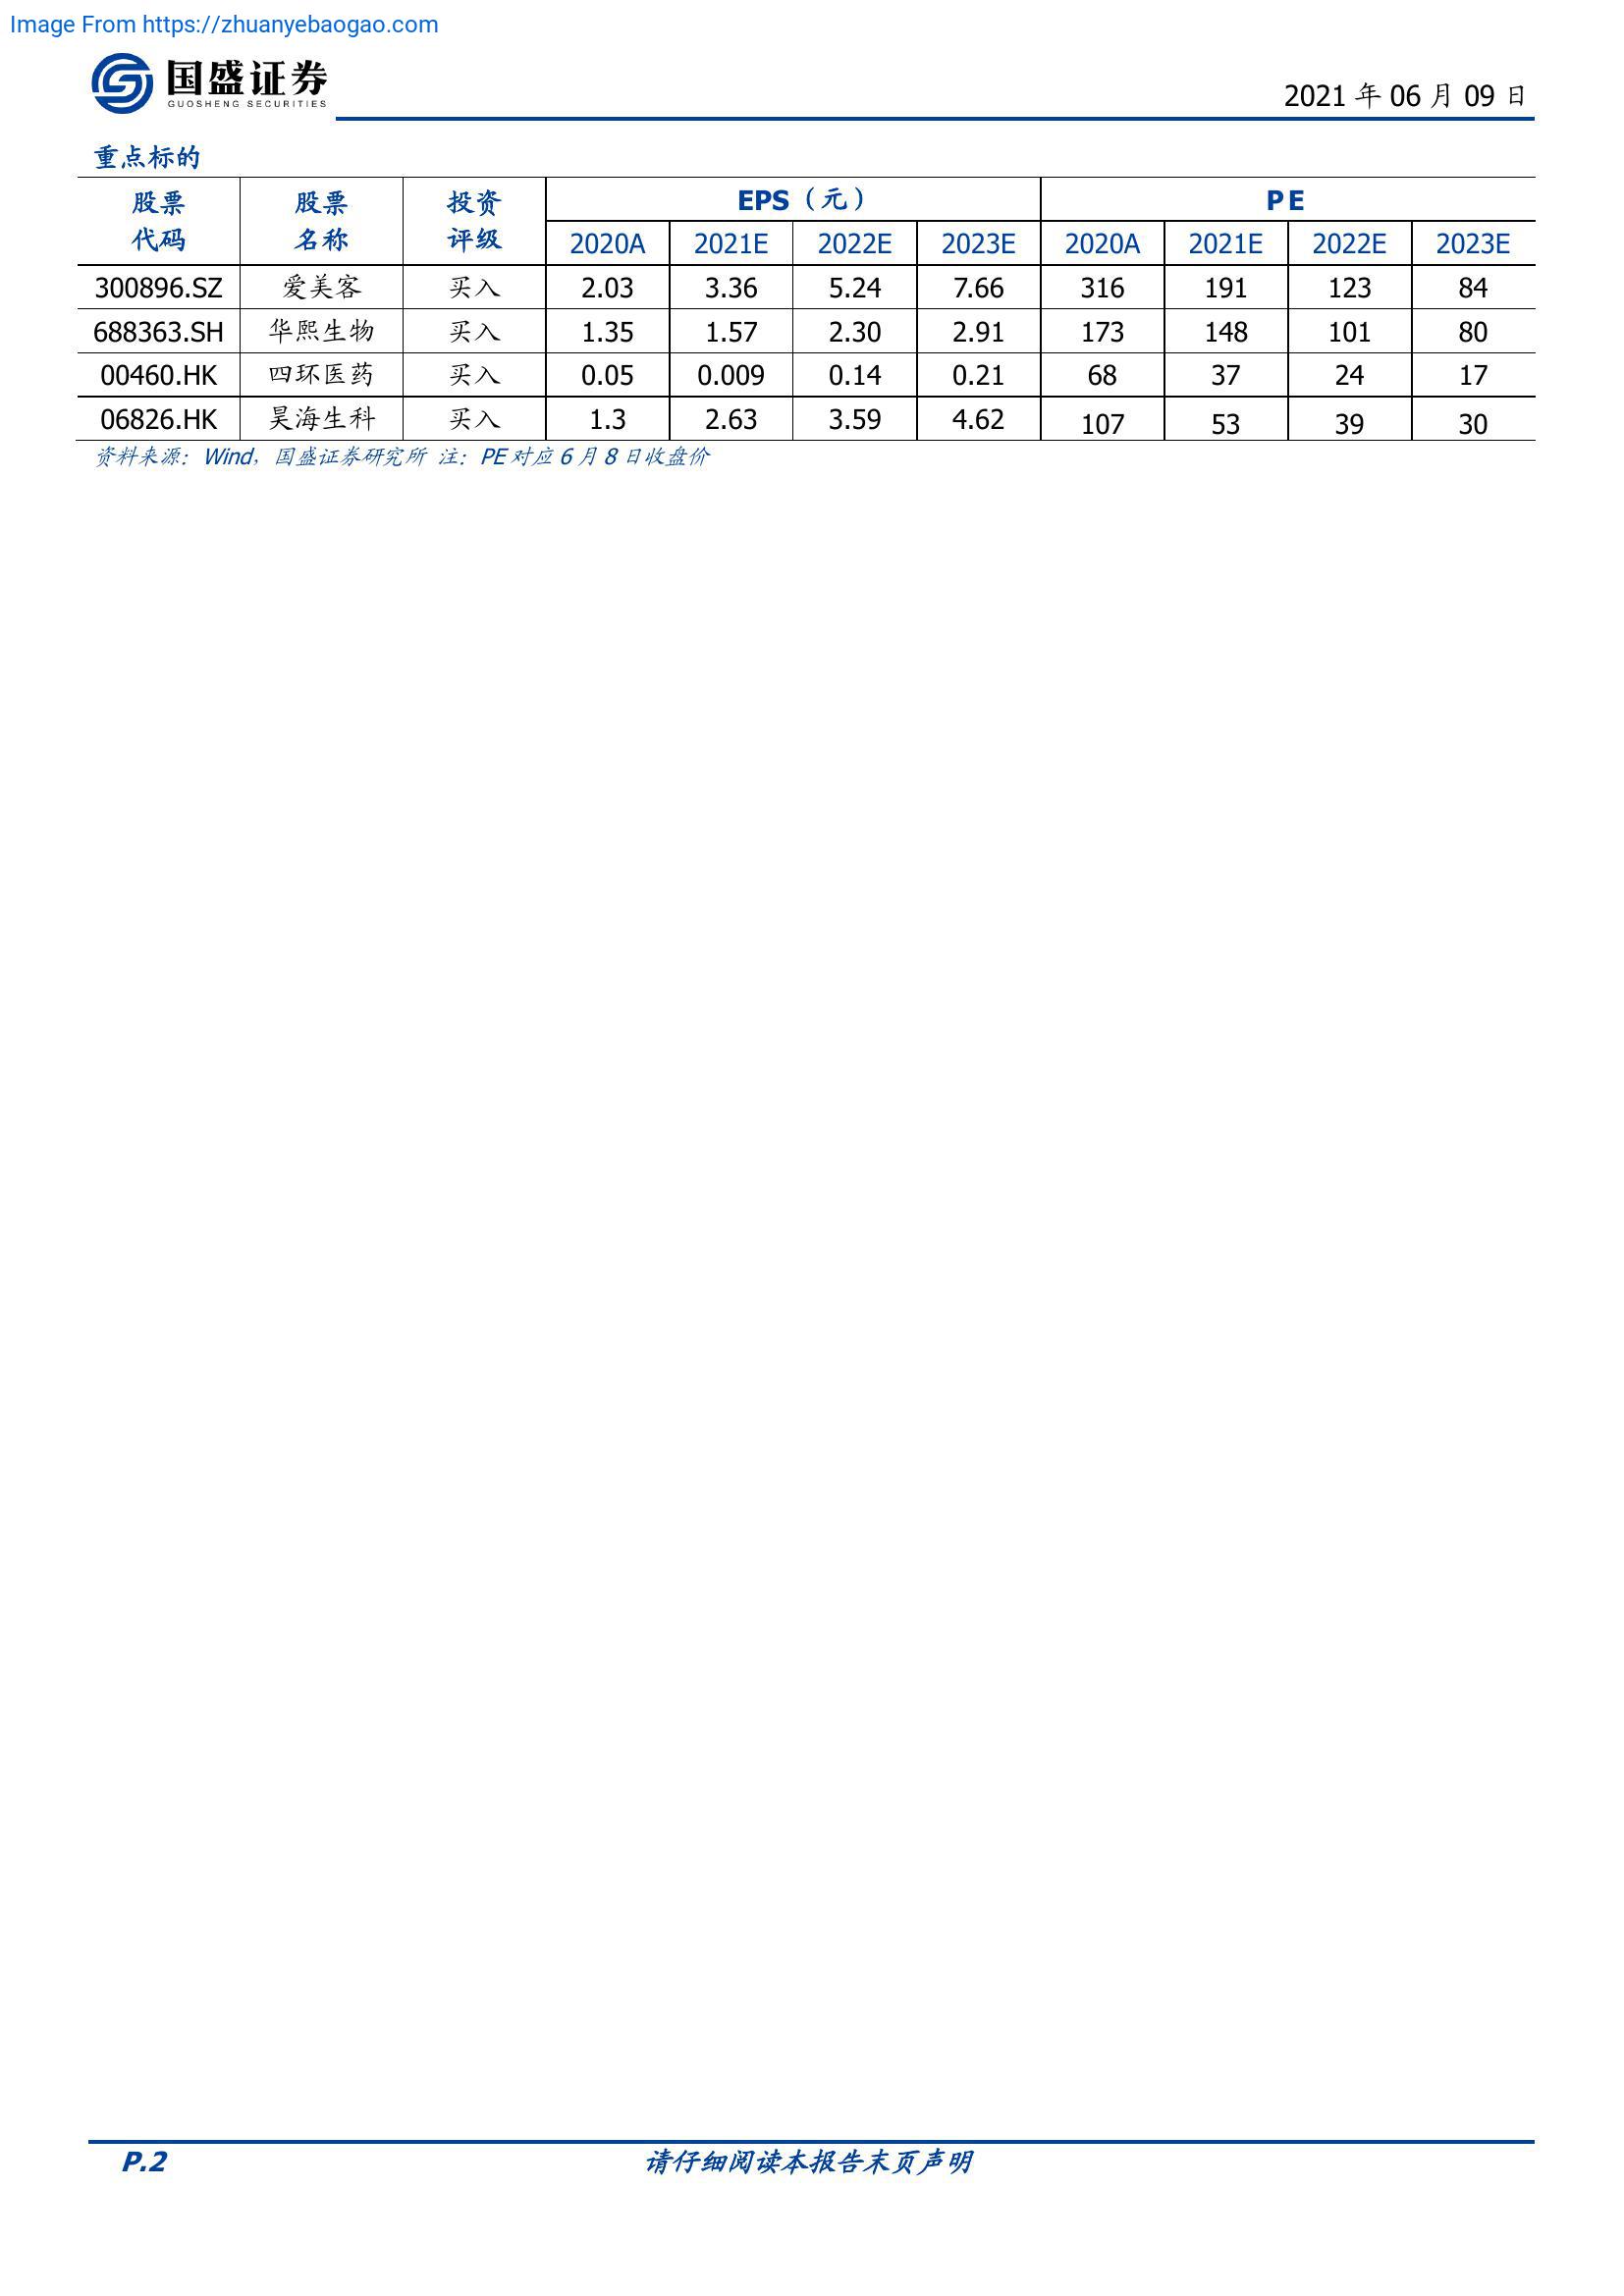 Image From https://zhuanyebaogao.com
国盛证券
GUOSHENG SECURITIES
2021 年 06 月 09 日
重点标的
股票 股票 投资 EPS（元） PE
代码 名称 评级 2020A 2021E 2022E 2023E 2020A 2021E 2022E 2023E
300896.SZ 爱美客 买入 2.03 3.36 5.24 7.66 316 191 123 84
688363.SH 华熙生物 买入 1.35 1.57 2.30 2.91 173 148 101 80
00460.HK 四环医药 买入 0.05 0.009 0.14 0.21 68 37 24 17
06826.HK 昊海生科 买入 1.3 2.63 3.59 4.62 107 53 39 30
资料来源：Wind，国盛证券研究所 注：PE 对应 6 月 8 日收盘价
P.2 请仔细阅读本报告末页声明